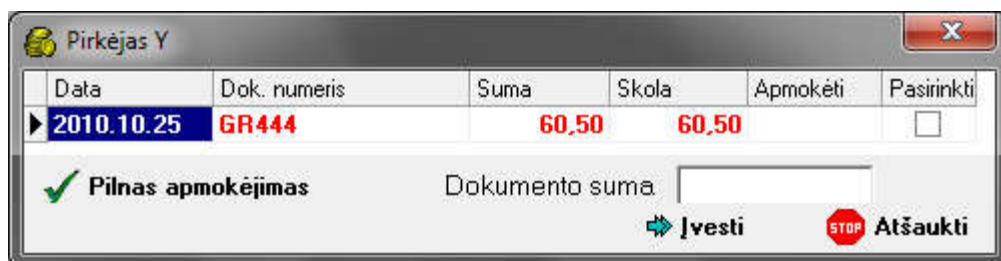 Pirkėjas Y
Data Dok. numeris Suma Skola Apmokėti Pasirinkti
2010.10.25 GR444 60,50 60,50
Pilnas apmokėjimas Dokumento suma
Įvesti STOP Atšaukti